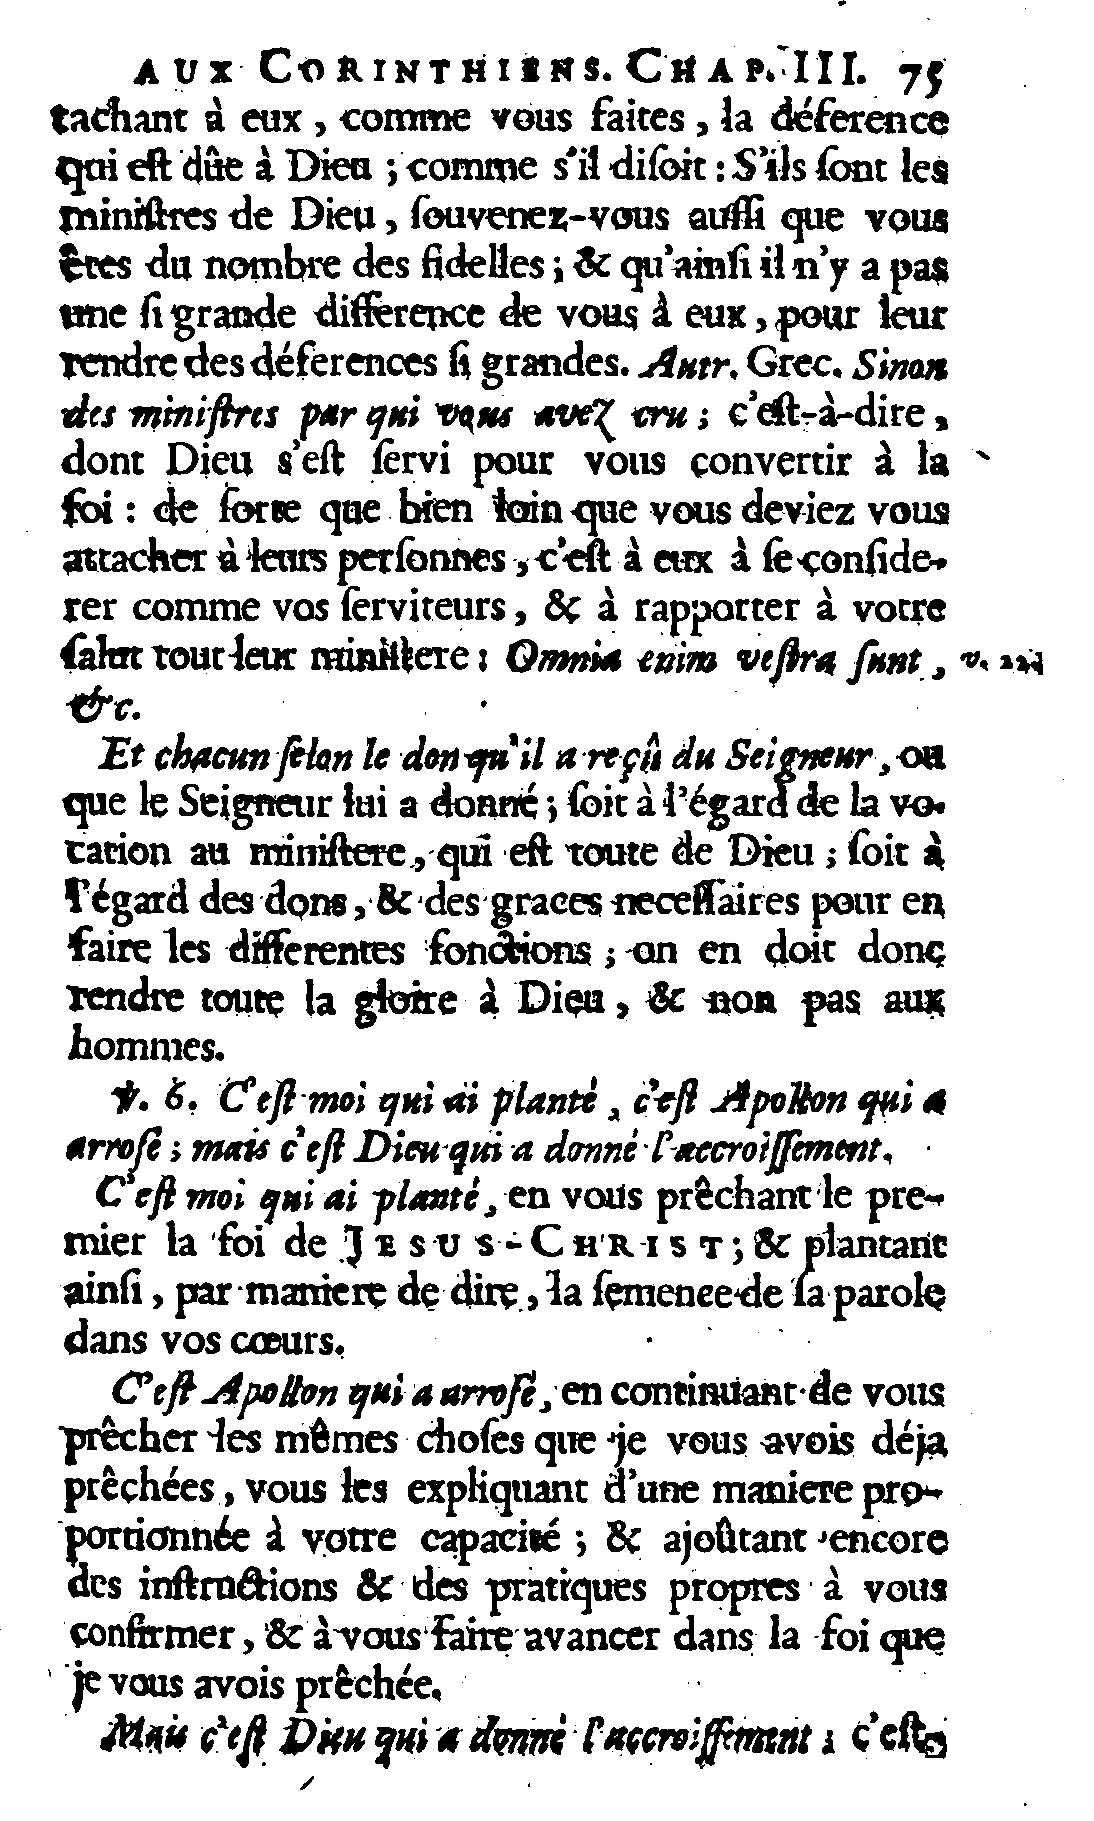 AUX CORINTHIENS. CHAP. III. 75
tachant à eux, comme vous faites, la déference
qui est dûe à Dieu ; comme s'il diſoit : S'ils ſont les
miniſtres de Dieu, ſouvenez-vous auſſi que vous
êtes du nombre des fidelles ; & qu'ainſi il n'y a pas
une ſi grande difference de vous à eux, pour leur
rendre des déferences ſi grandes. Autr. Grec. Sinon
des miniſtres par qui vous avez cru ; c'eſt-à-dire,
dont Dieu s'eſt ſervi pour vous convertir à la
foi : de ſorte que bien loin que vous deviez vous
attacher à leurs perſonnes, c'eſt à eux à ſe conſide-
rer comme vos ſerviteurs, & à rapporter à votre
ſalut tout leur miniſtere : Omnia enim veſtra ſunt, v. 22.
&c.
Et chacun ſelon le don qu'il a reçû du Seigneur, ou
que le Seigneur lui a donné ; ſoit à l'égard de la vo-
cation au miniſtere, qui eſt toute de Dieu ; ſoit à
l'égard des dons, & des graces neceſſaires pour en
faire les differentes fonctions ; on en doit donc
rendre toute la gloire à Dieu, & non pas aux
hommes.
℣. 6. C'eſt moi qui ai planté, c'eſt Apollon qui a
arroſé ; mais c'eſt Dieu qui a donné l'accroiſſement.
C'eſt moi qui ai planté, en vous prêchant le pre-
mier la foi de JESUS-CHRIST ; & plantant
ainſi, par maniere de dire, la ſemence de ſa parole
dans vos cœurs.
C'eſt Apollon qui a arroſé, en continuant de vous
prêcher les mêmes choſes que je vous avois déja
prêchées, vous les expliquant d'une maniere pro-
portionnée à votre capacité ; & ajoûtant encore
des inſtructions & des pratiques propres à vous
confirmer, & à vous faire avancer dans la foi que
je vous avois prêchée.
Mais c'eſt Dieu qui a donné l'accroiſſement ; c'eſt